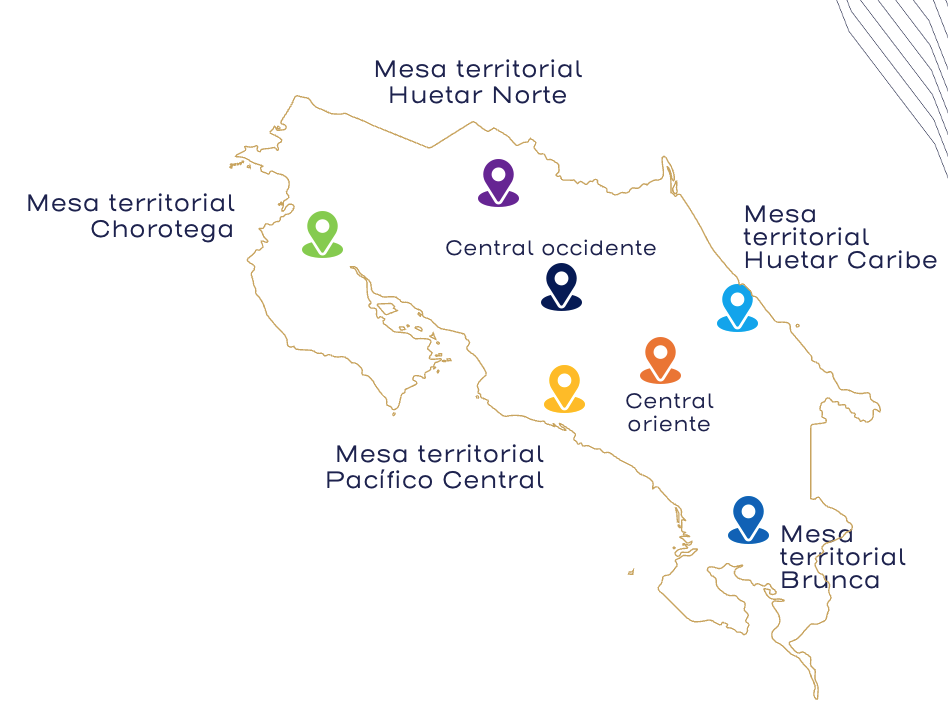 Mesa territorial
Huetar Norte
Mesa territorial
Chorotega
Mesa
territorial
Huetar Caribe
Central occidente
Central
oriente
Mesa territorial
Pacífico Central
Mesa
territorial
Brunca